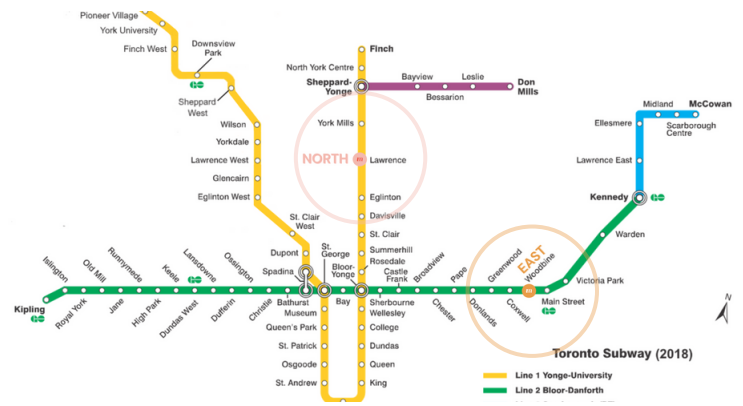 Pioneer Village
York University
Finch West
Downsview
Park
Sheppard
West
Wilson
Yorkdale
Lawrence West
Glencairn
Eglinton West
St. Clair
West
Dupont
Spadina
St.
George
Finch
North York Centre
Sheppard-
Yonge
Bayview
Bessarion
Leslie
Don
Mills
York Mills
NORTH
Fit
Lawrence
Eglinton
Davisville
St. Clair
Summerhill
Rosedale
Bloor-
Yonge
McCowan
Midland
Scarborough
Centre
Ellesmere
Lawrence East
Kennedy
Warden
Victoria Park
Main Street
EAST
Woodbine
Fit
Coxwell
Greenwood
Donlands
Pape
Chester
Broadview
Castle
Frank
Sherbourne
Bay
Bathurst
Christie
Ossington
Dufferin
Lansdowne
Dundas West
Keele
High Park
Runnymede
Jane
Old Mill
Royal York
Islington
Kipling
Museum
Queen's Park
St. Patrick
Osgoode
St. Andrew
Wellesley
College
Dundas
Queen
King
N
Toronto Subway (2018)
Line 1 Yonge-University
Line 2 Bloor-Danforth